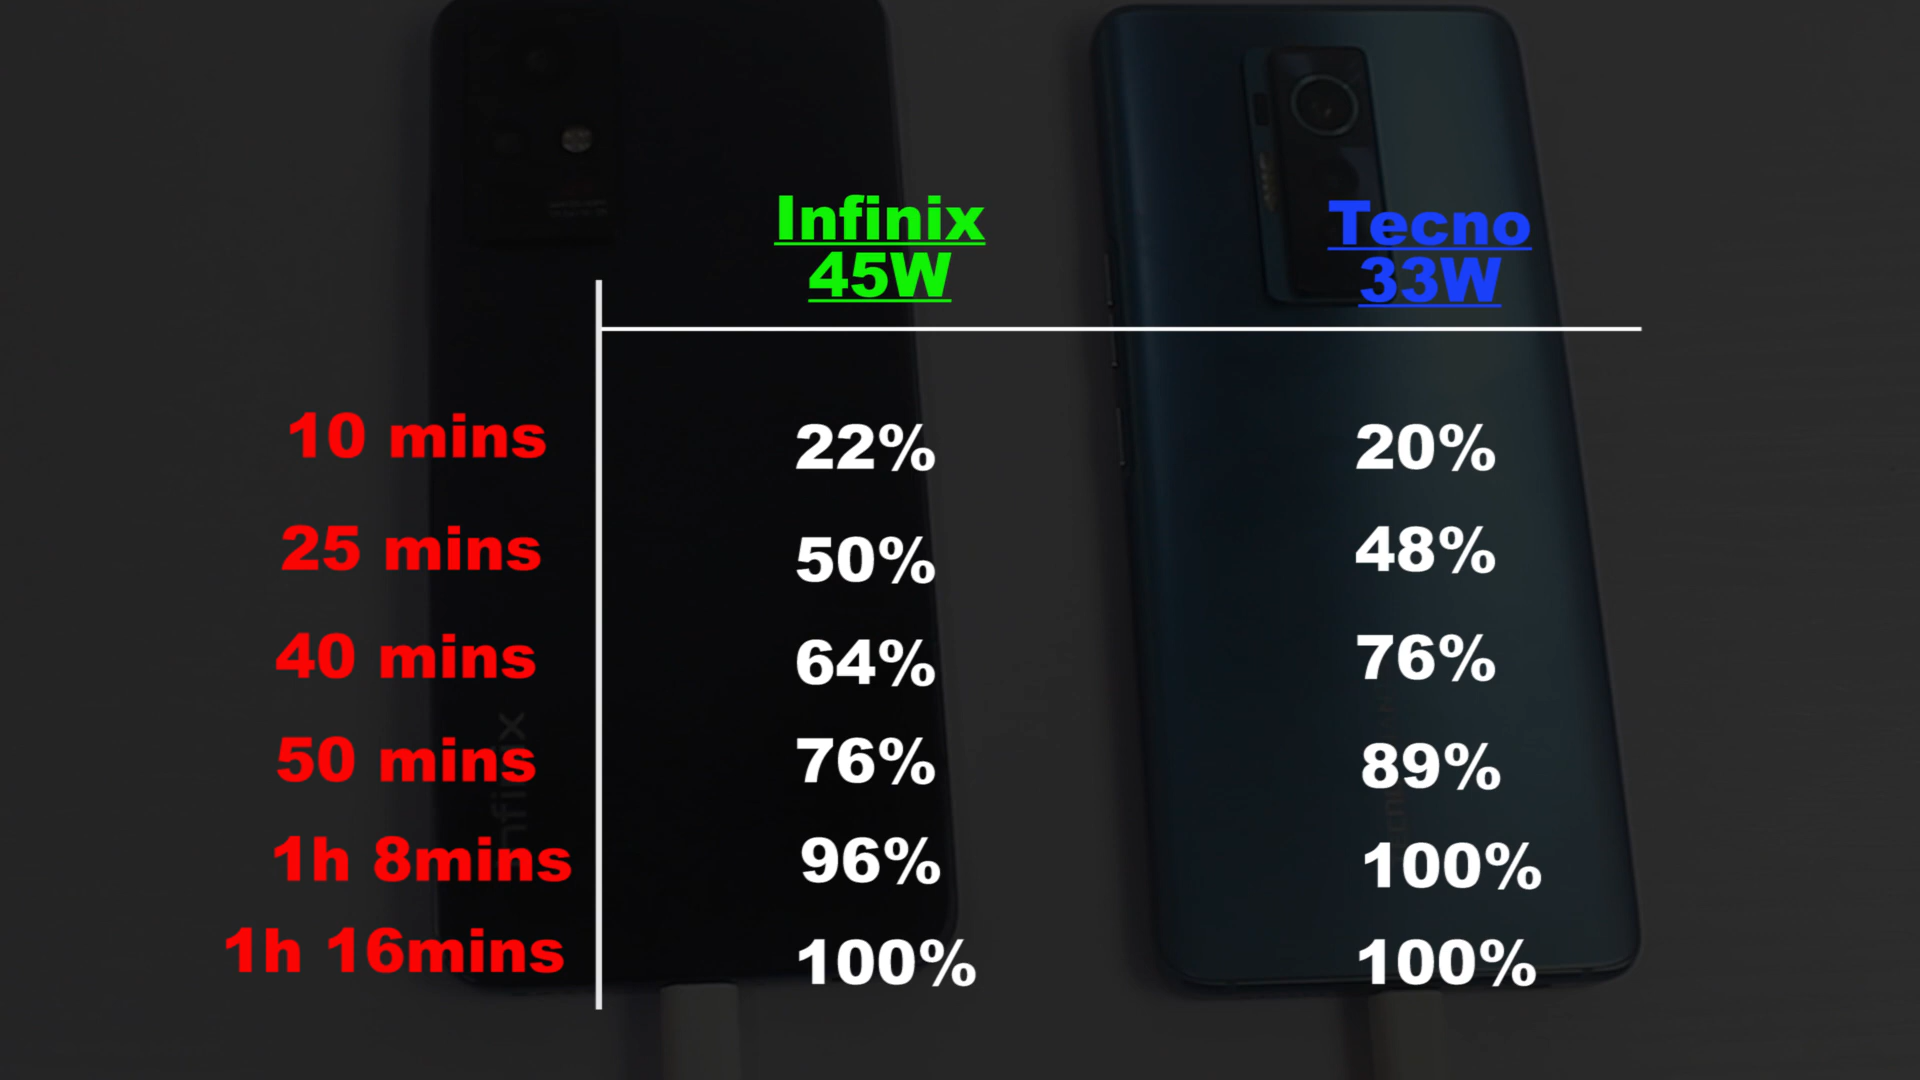 Infinix
45W
Tecno
33W
10 mins 22% 20%
25 mins 50% 48%
40 mins 64% 76%
50 mins 76% 89%
1h 8mins 96% 100%
1h 16mins 100% 100%
Infinix